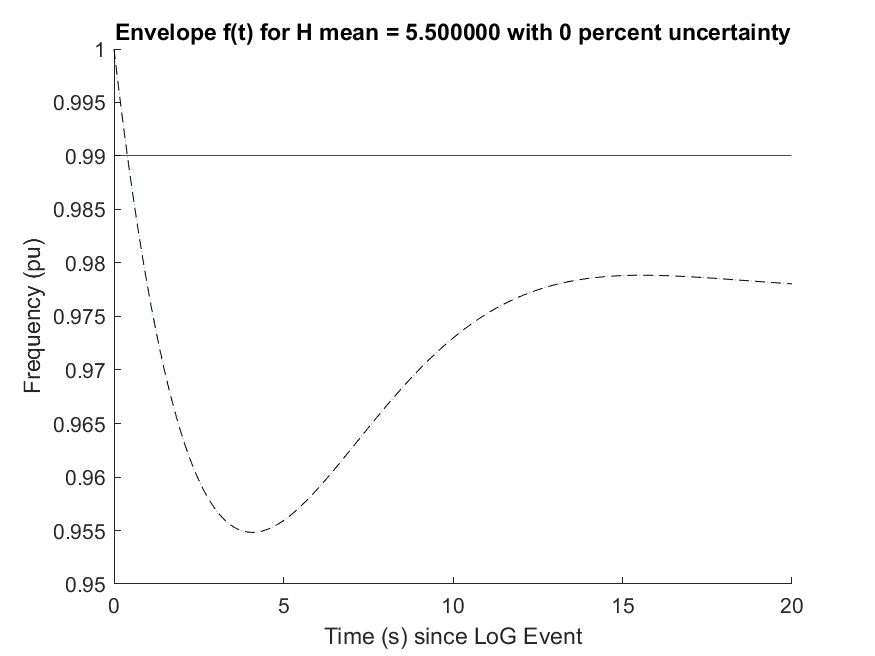 Envelope f(t) for H mean = 5.500000 with 0 percent uncertainty
1
0.995
0.99
0.985
0.98
0.975
0.97
0.965
0.96
0.955
0.95
Frequency (pu)
0 5 10 15 20
Time (s) since LoG Event